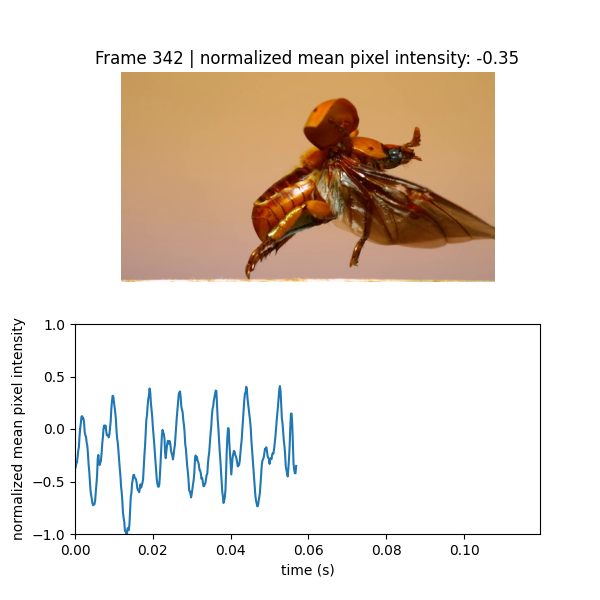 Frame 342 | normalized mean pixel intensity: -0.35
1.0
0.5
0.0
−0.5
−1.0
normalized mean pixel intensity
0.00 0.02 0.04 0.06 0.08 0.10
time (s)